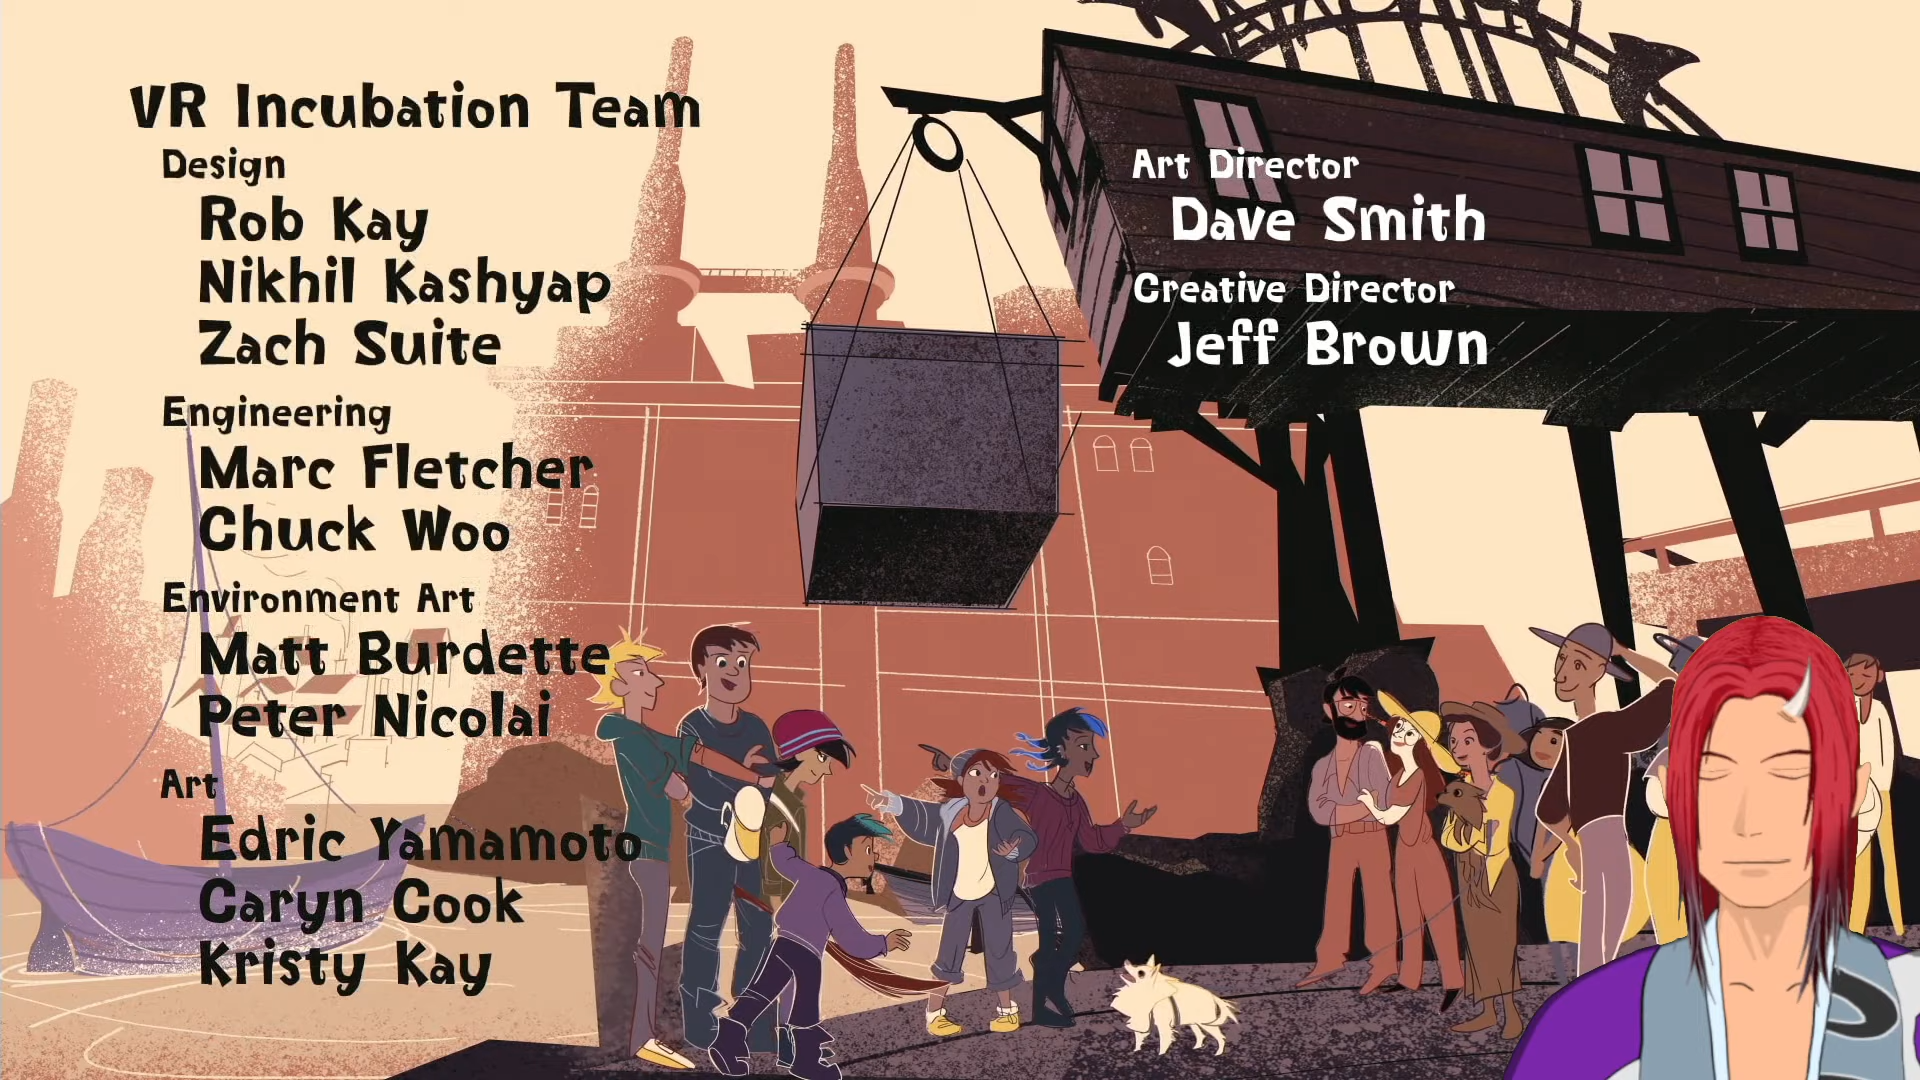 VR Incubation Team
Design
Rob Kay
Nikhil Kashyap
Zach Suite
Engineering
Marc Fletcher
Chuck Woo
Environment Art
Matt Burdette
Peter Nicolai
Art
Edric Yamamoto
Caryn Cook
Kristy Kay
Art Director
Dave Smith
Creative Director
Jeff Brown